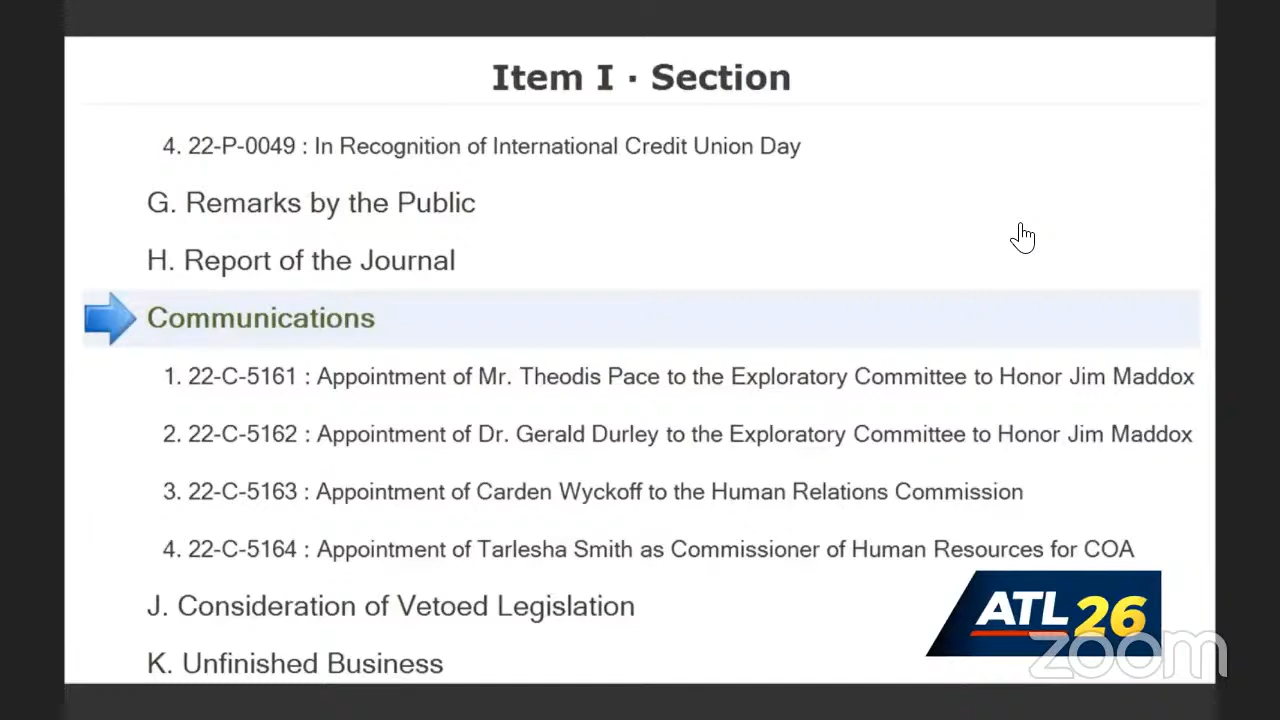 Item I · Section
4. 22-P-0049 : In Recognition of International Credit Union Day
G. Remarks by the Public
H. Report of the Journal
Communications
1. 22-C-5161 : Appointment of Mr. Theodis Pace to the Exploratory Committee to Honor Jim Maddox
2. 22-C-5162 : Appointment of Dr. Gerald Durley to the Exploratory Committee to Honor Jim Maddox
3. 22-C-5163 : Appointment of Carden Wyckoff to the Human Relations Commission
4. 22-C-5164 : Appointment of Tarlesha Smith as Commissioner of Human Resources for COA
J. Consideration of Vetoed Legislation
K. Unfinished Business
ATL 26
zoom